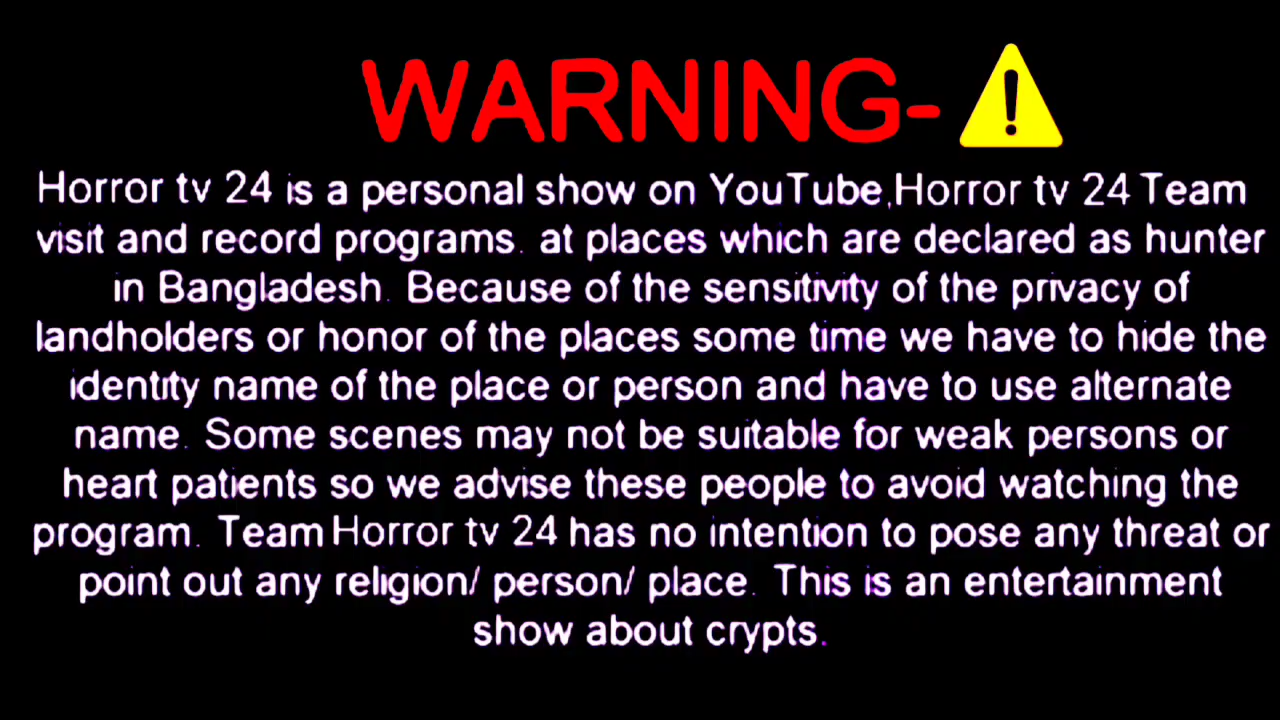 WARNING-⚠
Horror tv 24 is a personal show on YouTube,Horror tv 24 Team
visit and record programs. at places which are declared as hunter
in Bangladesh. Because of the sensitivity of the privacy of
landholders or honor of the places some time we have to hide the
identity name of the place or person and have to use alternate
name. Some scenes may not be suitable for weak persons or
heart patients so we advise these people to avoid watching the
program. Team Horror tv 24 has no intention to pose any threat or
point out any religion/ person/ place. This is an entertainment
show about crypts.